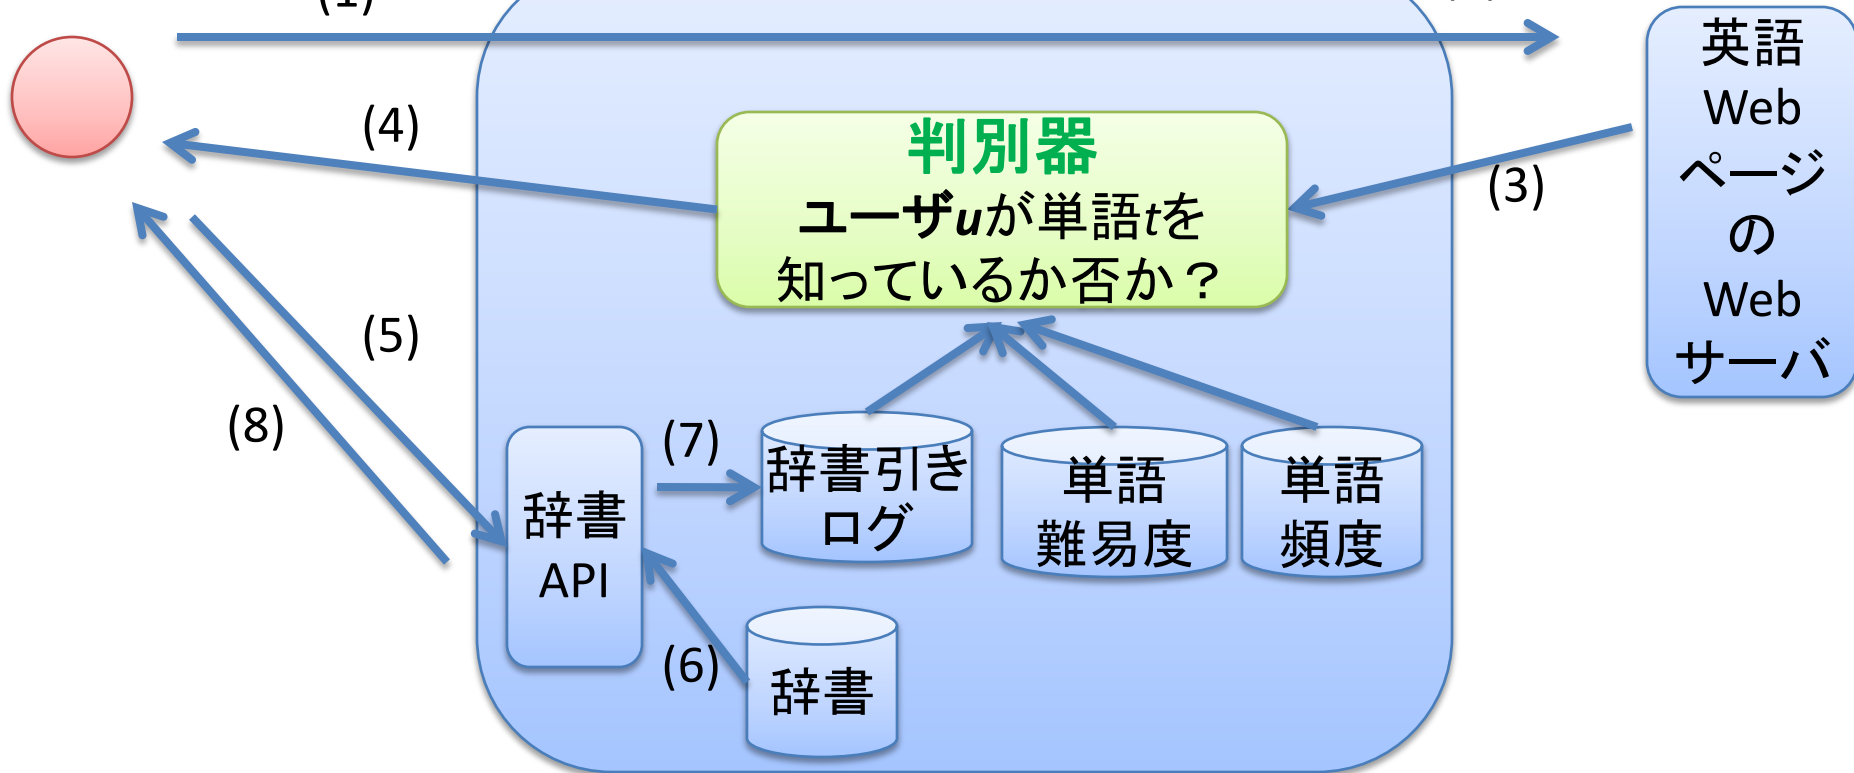 (1)
英語
Web
ページ
の
Web
サーバ
(4)
判別器
ユーザuが単語tを
知っているか否か？
(3)
(5)
(8)
(7)
辞書引き
ログ
単語
難易度
単語
頻度
辞書
API
(6)
辞書